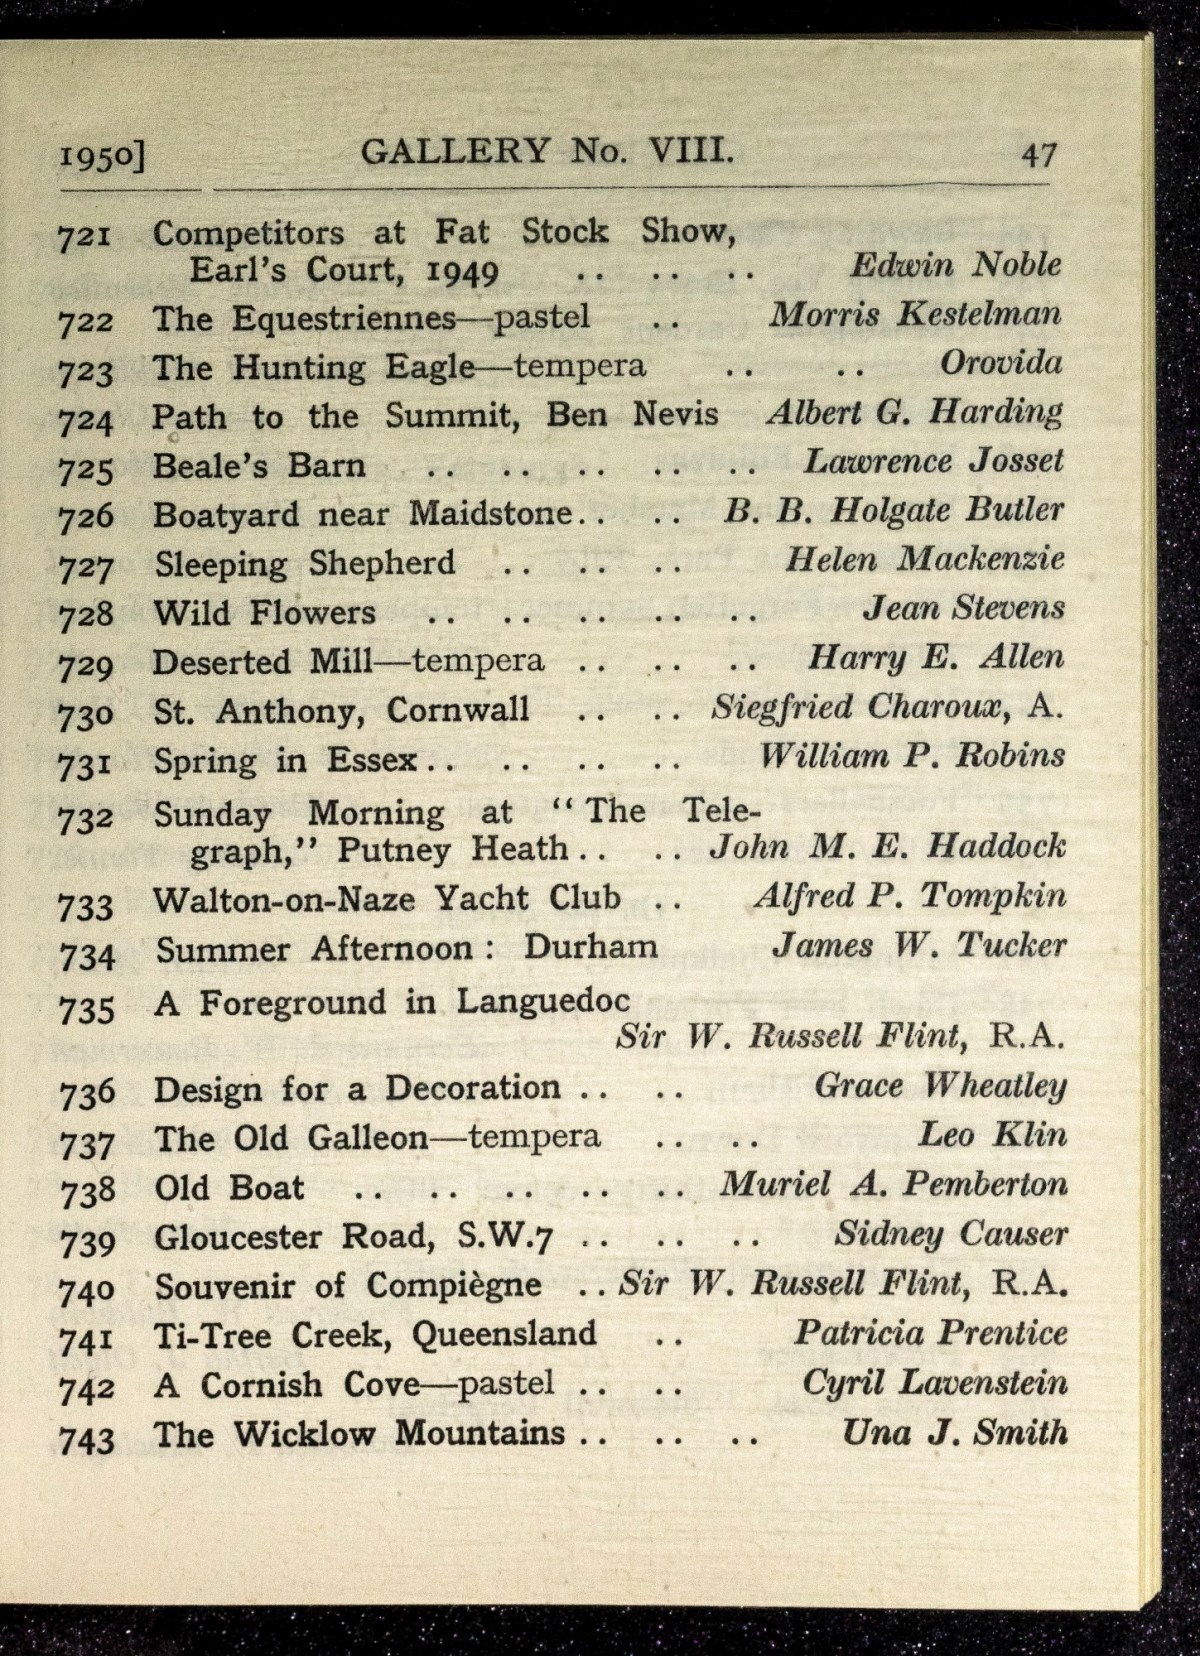 1950] GALLERY No. VIII. 47
721 Competitors at Fat Stock Show,
Earl's Court, 1949 .. .. .. Edwin Noble
722 The Equestriennes—pastel .. Morris Kestelman
723 The Hunting Eagle—tempera .. .. Orovida
724 Path to the Summit, Ben Nevis Albert G. Harding
725 Beale's Barn .. .. .. .. .. Lawrence Josset
726 Boatyard near Maidstone.. .. B. B. Holgate Butler
727 Sleeping Shepherd .. .. .. Helen Mackenzie
728 Wild Flowers .. .. .. .. .. Jean Stevens
729 Deserted Mill—tempera .. .. .. Harry E. Allen
730 St. Anthony, Cornwall .. .. Siegfried Charoux, A.
731 Spring in Essex.. .. .. .. William P. Robins
732 Sunday Morning at "The Tele-
graph," Putney Heath.. .. John M. E. Haddock
733 Walton-on-Naze Yacht Club .. Alfred P. Tompkin
734 Summer Afternoon : Durham James W. Tucker
735 A Foreground in Languedoc
Sir W. Russell Flint, R.A.
736 Design for a Decoration .. .. Grace Wheatley
737 The Old Galleon—tempera .. .. Leo Klin
738 Old Boat .. .. .. .. .. Muriel A. Pemberton
739 Gloucester Road, S.W.7 .. .. .. Sidney Causer
740 Souvenir of Compiègne .. Sir W. Russell Flint, R.A.
741 Ti-Tree Creek, Queensland .. Patricia Prentice
742 A Cornish Cove—pastel .. .. Cyril Lavenstein
743 The Wicklow Mountains .. .. .. Una J. Smith